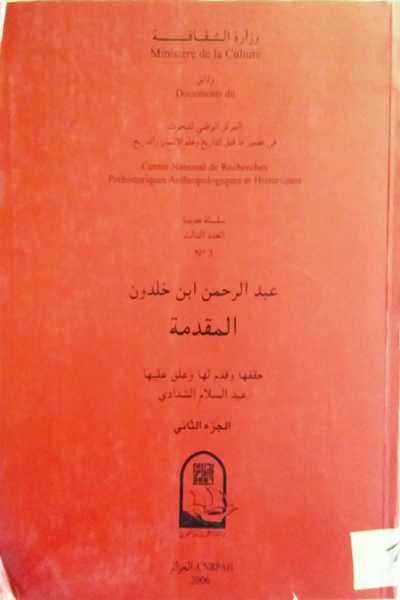 وزارة الثقافـــة
Ministère de la Culture
وثائق
Documents du
المركز الوطني للبحوث
في عصور ما قبل التاريخ وعلم الإنسان والتاريخ
Centre National de Recherches
Préhistoriques Anthropologiques et Historiques
سلسلة جديدة
العدد الثالث
N° 3
عبد الرحمن ابن خلدون
المقدمة
حققها وقدم لها وعلق عليها
عبد السلام الشدادي
الجزء الثاني
CNRPAH-الجزائر
2006